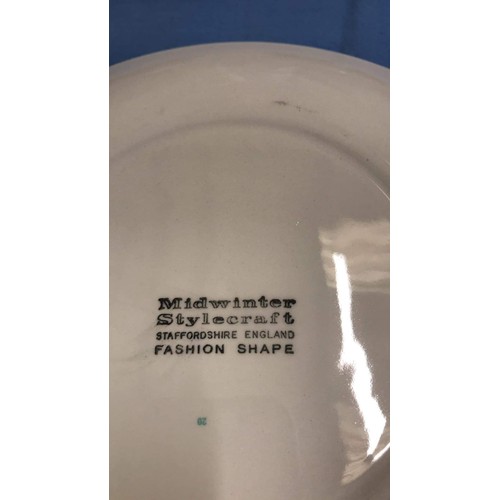 Midwinter
Stylecraft
STAFFORDSHIRE ENGLAND
FASHION SHAPE